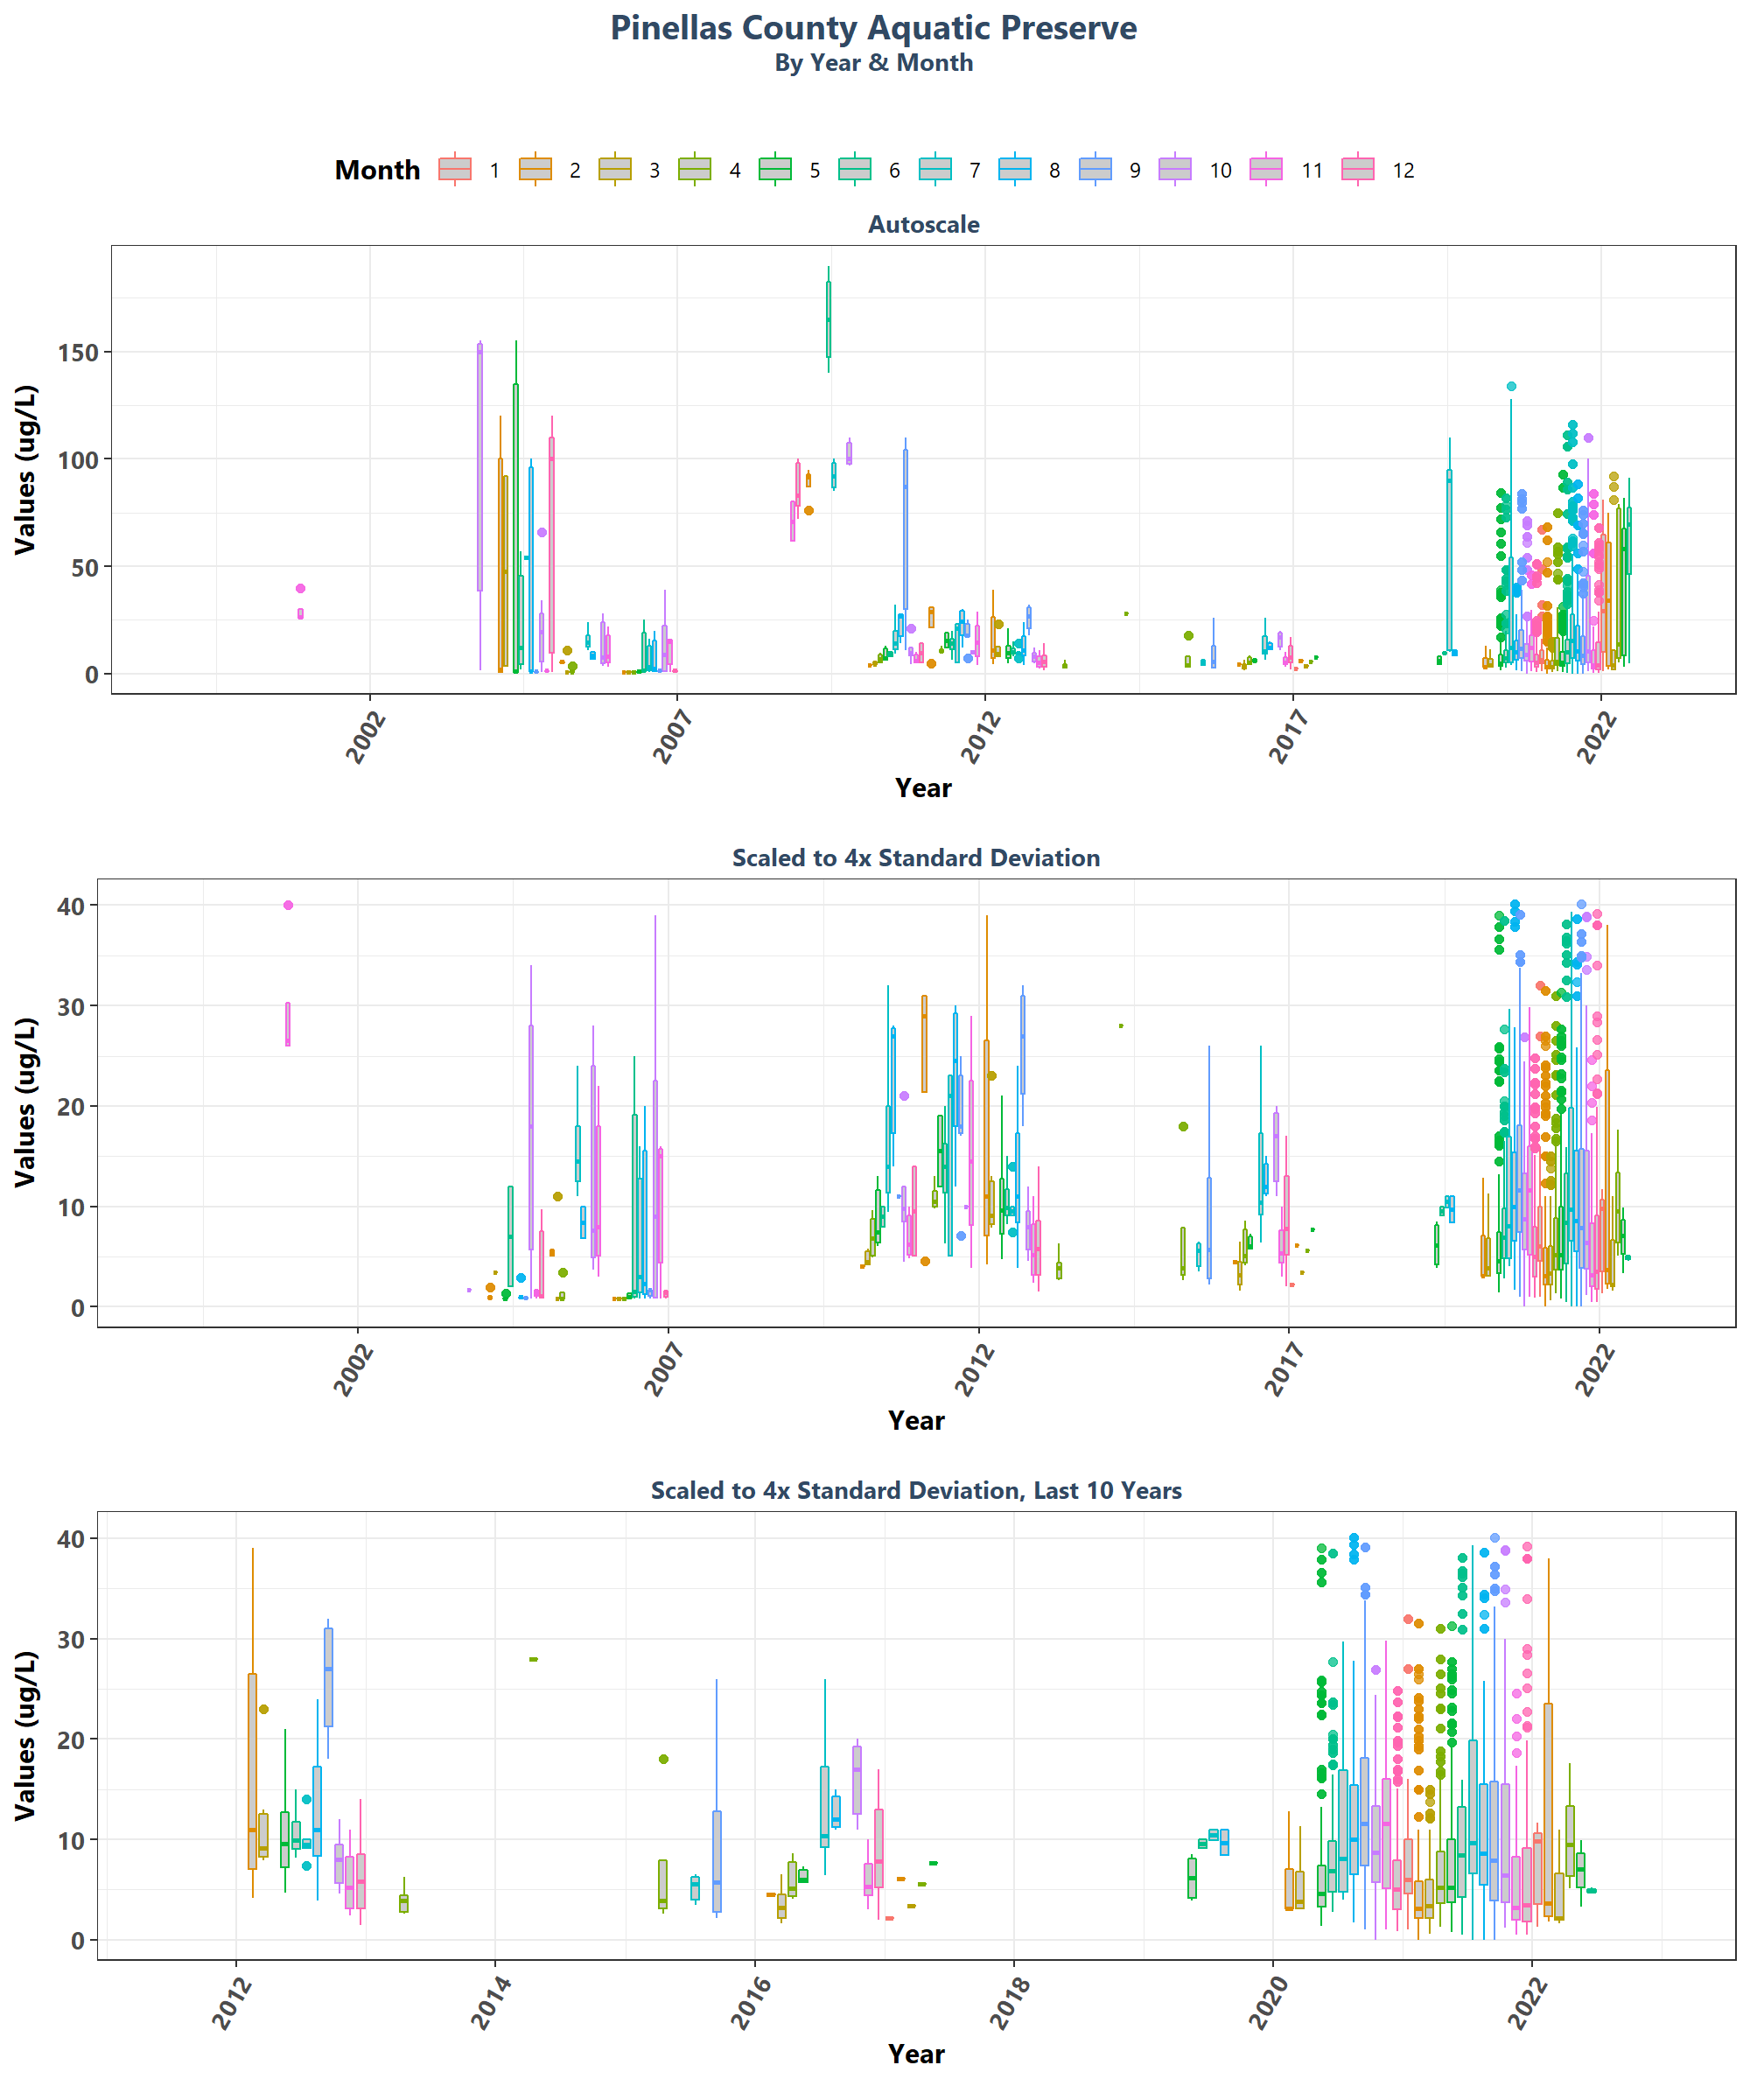 Pinellas County Aquatic Preserve
By Year & Month
Month 1 2 3 4 5 6 7 8 9 10 11 12
Autoscale
Values (ug/L)
150
100
50
0
2002 2007 2012 2017 2022
Year
Scaled to 4x Standard Deviation
Values (ug/L)
40
30
20
10
0
2002 2007 2012 2017 2022
Year
Scaled to 4x Standard Deviation, Last 10 Years
Values (ug/L)
40
30
20
10
0
2012 2014 2016 2018 2020 2022
Year